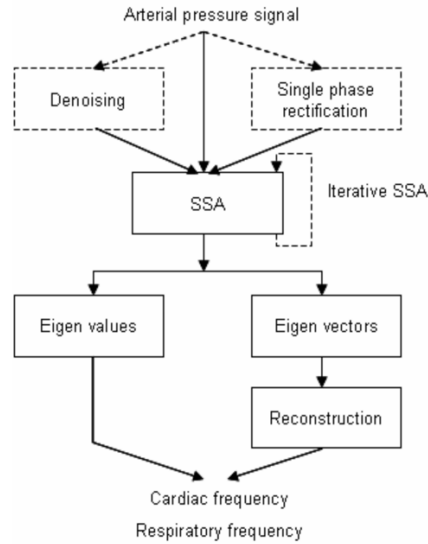 Arterial pressure signal
Denoising
Single phase
rectification
SSA
Iterative SSA
Eigen values
Eigen vectors
Reconstruction
Cardiac frequency
Respiratory frequency